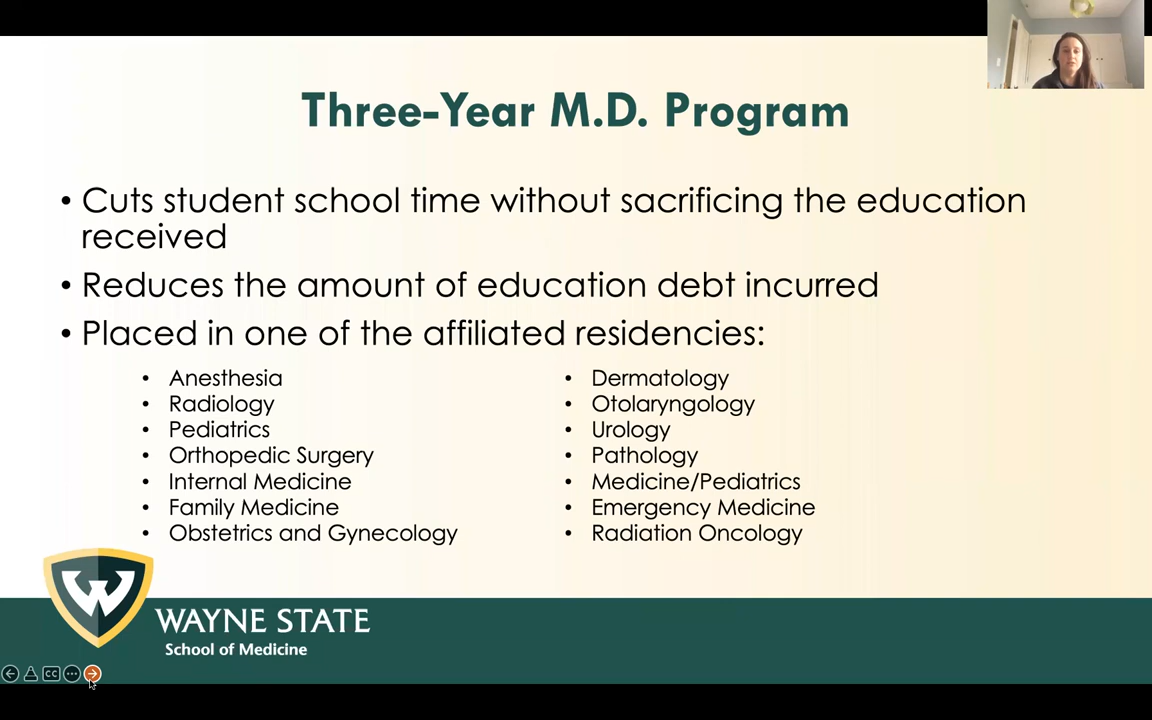 Three-Year M.D. Program
• Cuts student school time without sacrificing the education
received
• Reduces the amount of education debt incurred
• Placed in one of the affiliated residencies:
• Anesthesia
• Radiology
• Pediatrics
• Orthopedic Surgery
• Internal Medicine
• Family Medicine
• Obstetrics and Gynecology
• Dermatology
• Otolaryngology
• Urology
• Pathology
• Medicine/Pediatrics
• Emergency Medicine
• Radiation Oncology
W
WAYNE STATE
School of Medicine
CC